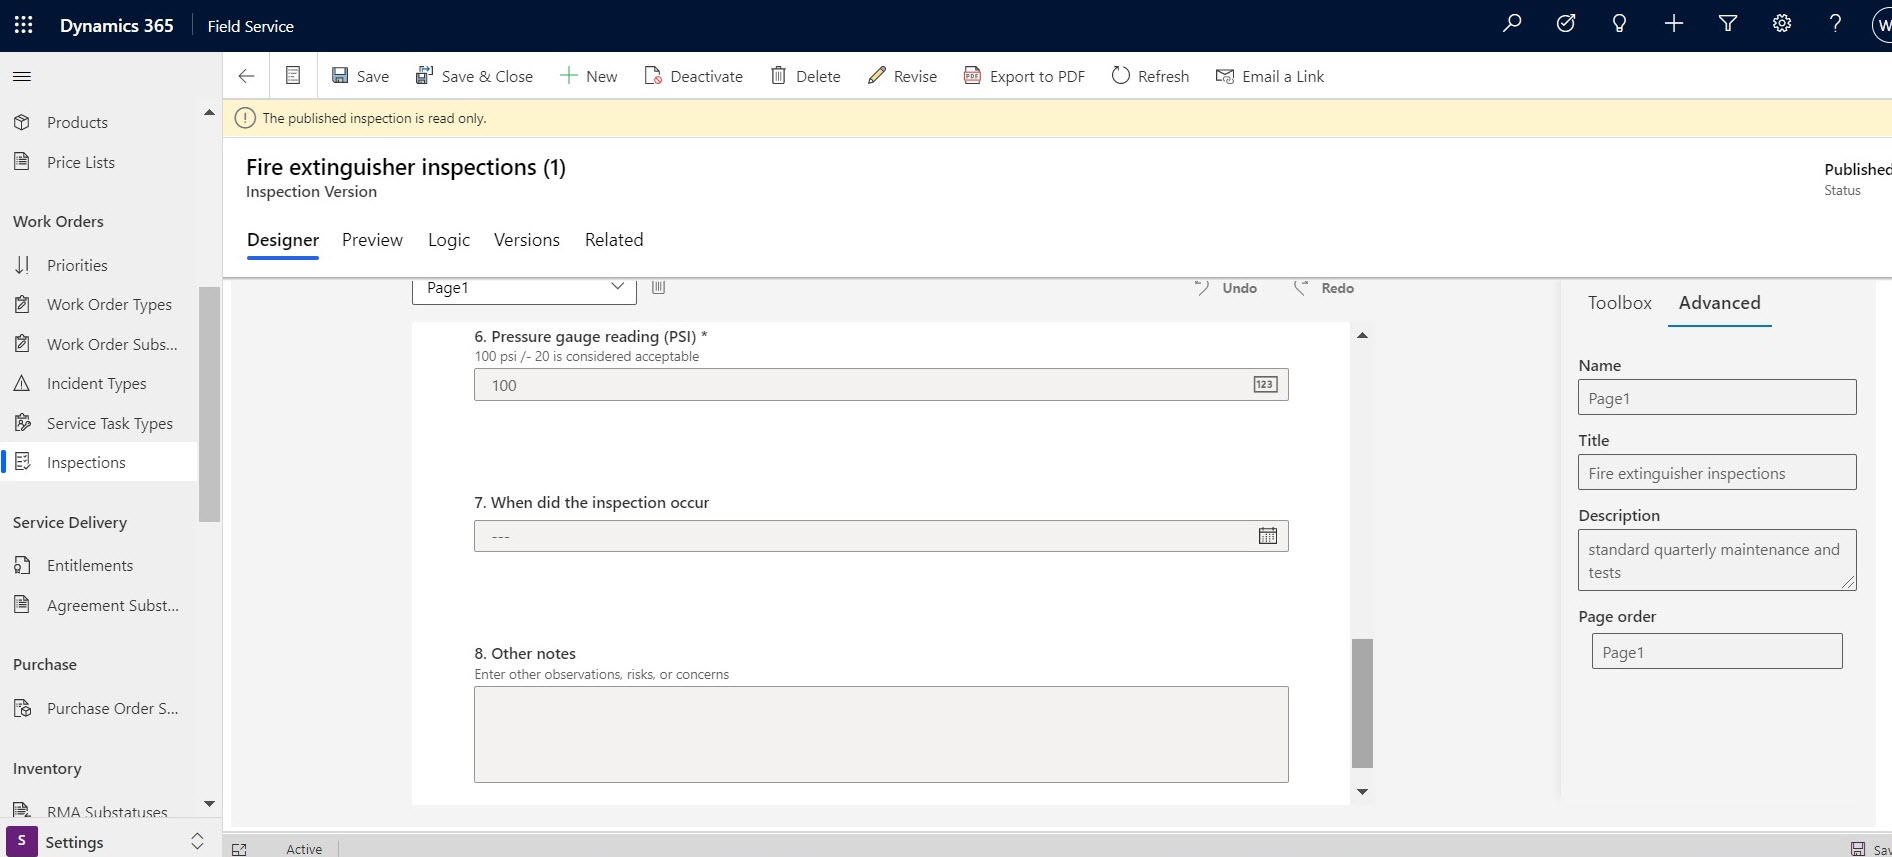 Dynamics 365
Field Service
W
Save
Save & Close
New
Deactivate
Delete
Revise
Export to PDF
Refresh
Email a Link
The published inspection is read only.
Products
Price Lists
Work Orders
Priorities
Work Order Types
Work Order Subs...
Incident Types
Service Task Types
Inspections
Service Delivery
Entitlements
Agreement Subst...
Purchase
Purchase Order S...
Inventory
RMA Substatuses
S
Settings
Fire extinguisher inspections (1)
Inspection Version
Published
Status
Designer
Preview
Logic
Versions
Related
Page1
Undo
Redo
6. Pressure gauge reading (PSI) *
100 psi /- 20 is considered acceptable
100
123
7. When did the inspection occur
---
8. Other notes
Enter other observations, risks, or concerns
Toolbox
Advanced
Name
Page1
Title
Fire extinguisher inspections
Description
standard quarterly maintenance and
tests
Page order
Page1
Active
Sav